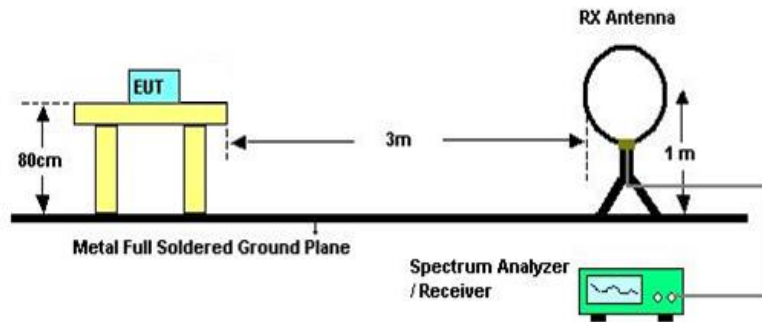 RX Antenna
EUT
3m
80cm
1 m
Metal Full Soldered Ground Plane
Spectrum Analyzer
/ Receiver